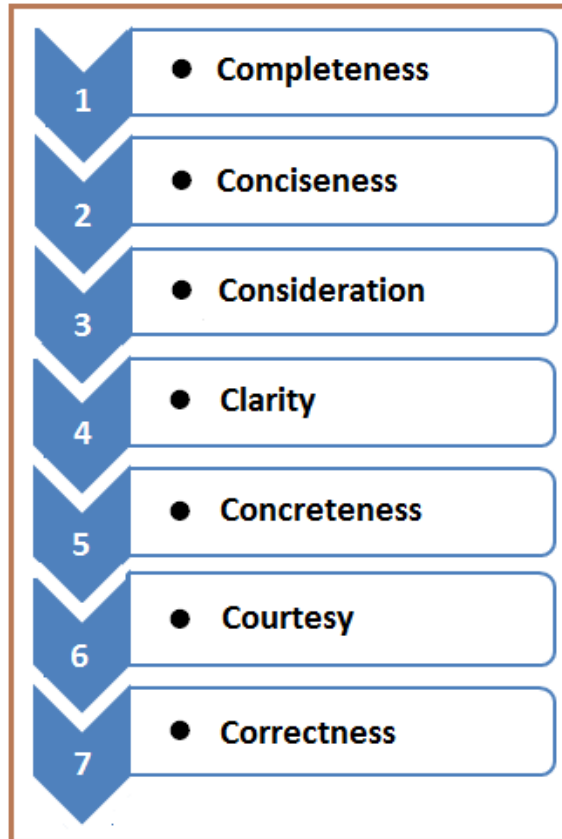 1 • Completeness
2 • Conciseness
3 • Consideration
4 • Clarity
5 • Concreteness
6 • Courtesy
7 • Correctness